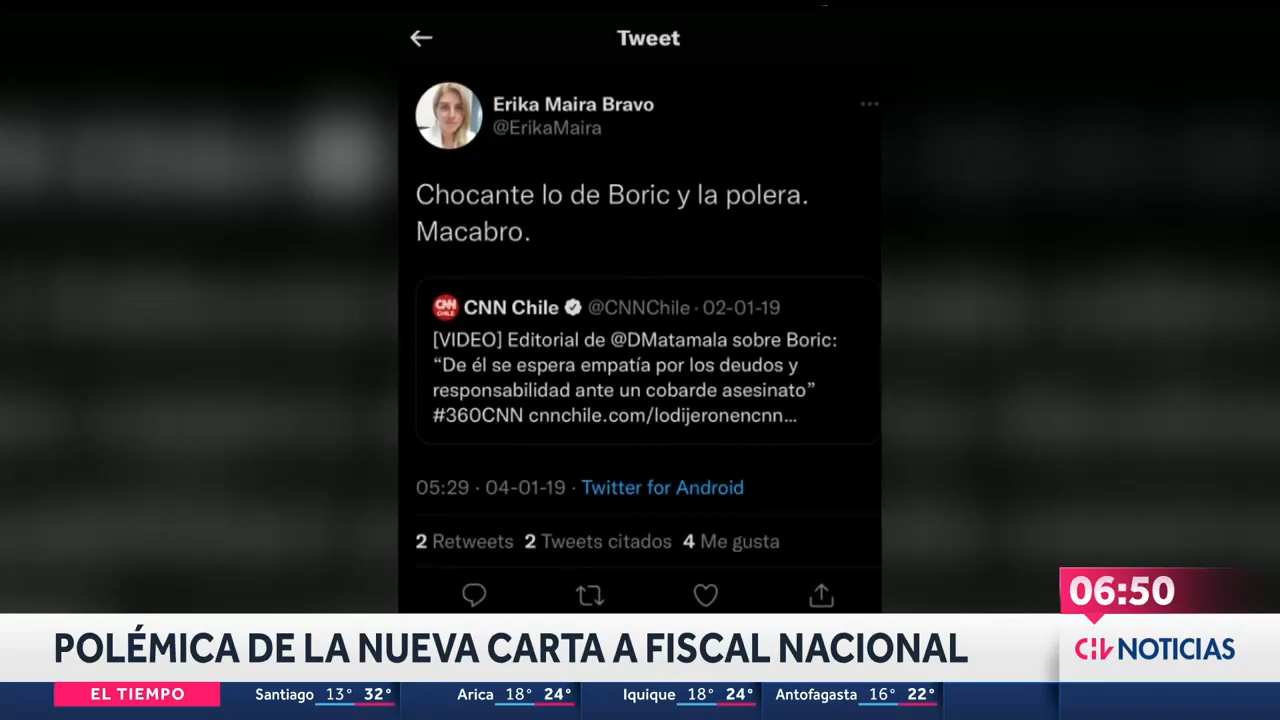 Tweet
Erika Maira Bravo
@ErikaMaira
Chocante lo de Boric y la polera.
Macabro.
CNN Chile @CNNChile · 02-01-19
[VIDEO] Editorial de @DMatamala sobre Boric:
“De él se espera empatía por los deudos y
responsabilidad ante un cobarde asesinato”
#360CNN cnnchile.com/lodijeronencnn...
05:29 · 04-01-19 · Twitter for Android
2 Retweets 2 Tweets citados 4 Me gusta
06:50
POLÉMICA DE LA NUEVA CARTA A FISCAL NACIONAL
CHV NOTICIAS
EL TIEMPO Santiago 13° 32° Arica 18° 24° Iquique 18° 24° Antofagasta 16° 22°